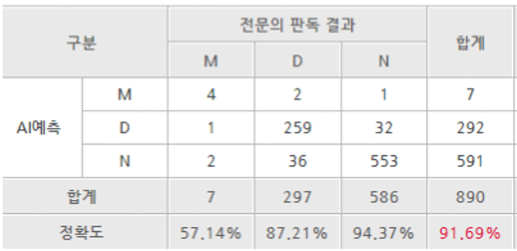 구분 전문의 판독 결과 합계
M D N
AI예측 M 4 2 1 7
D 1 259 32 292
N 2 36 553 591
합계 7 297 586 890
정확도 57.14% 87.21% 94.37% 91.69%